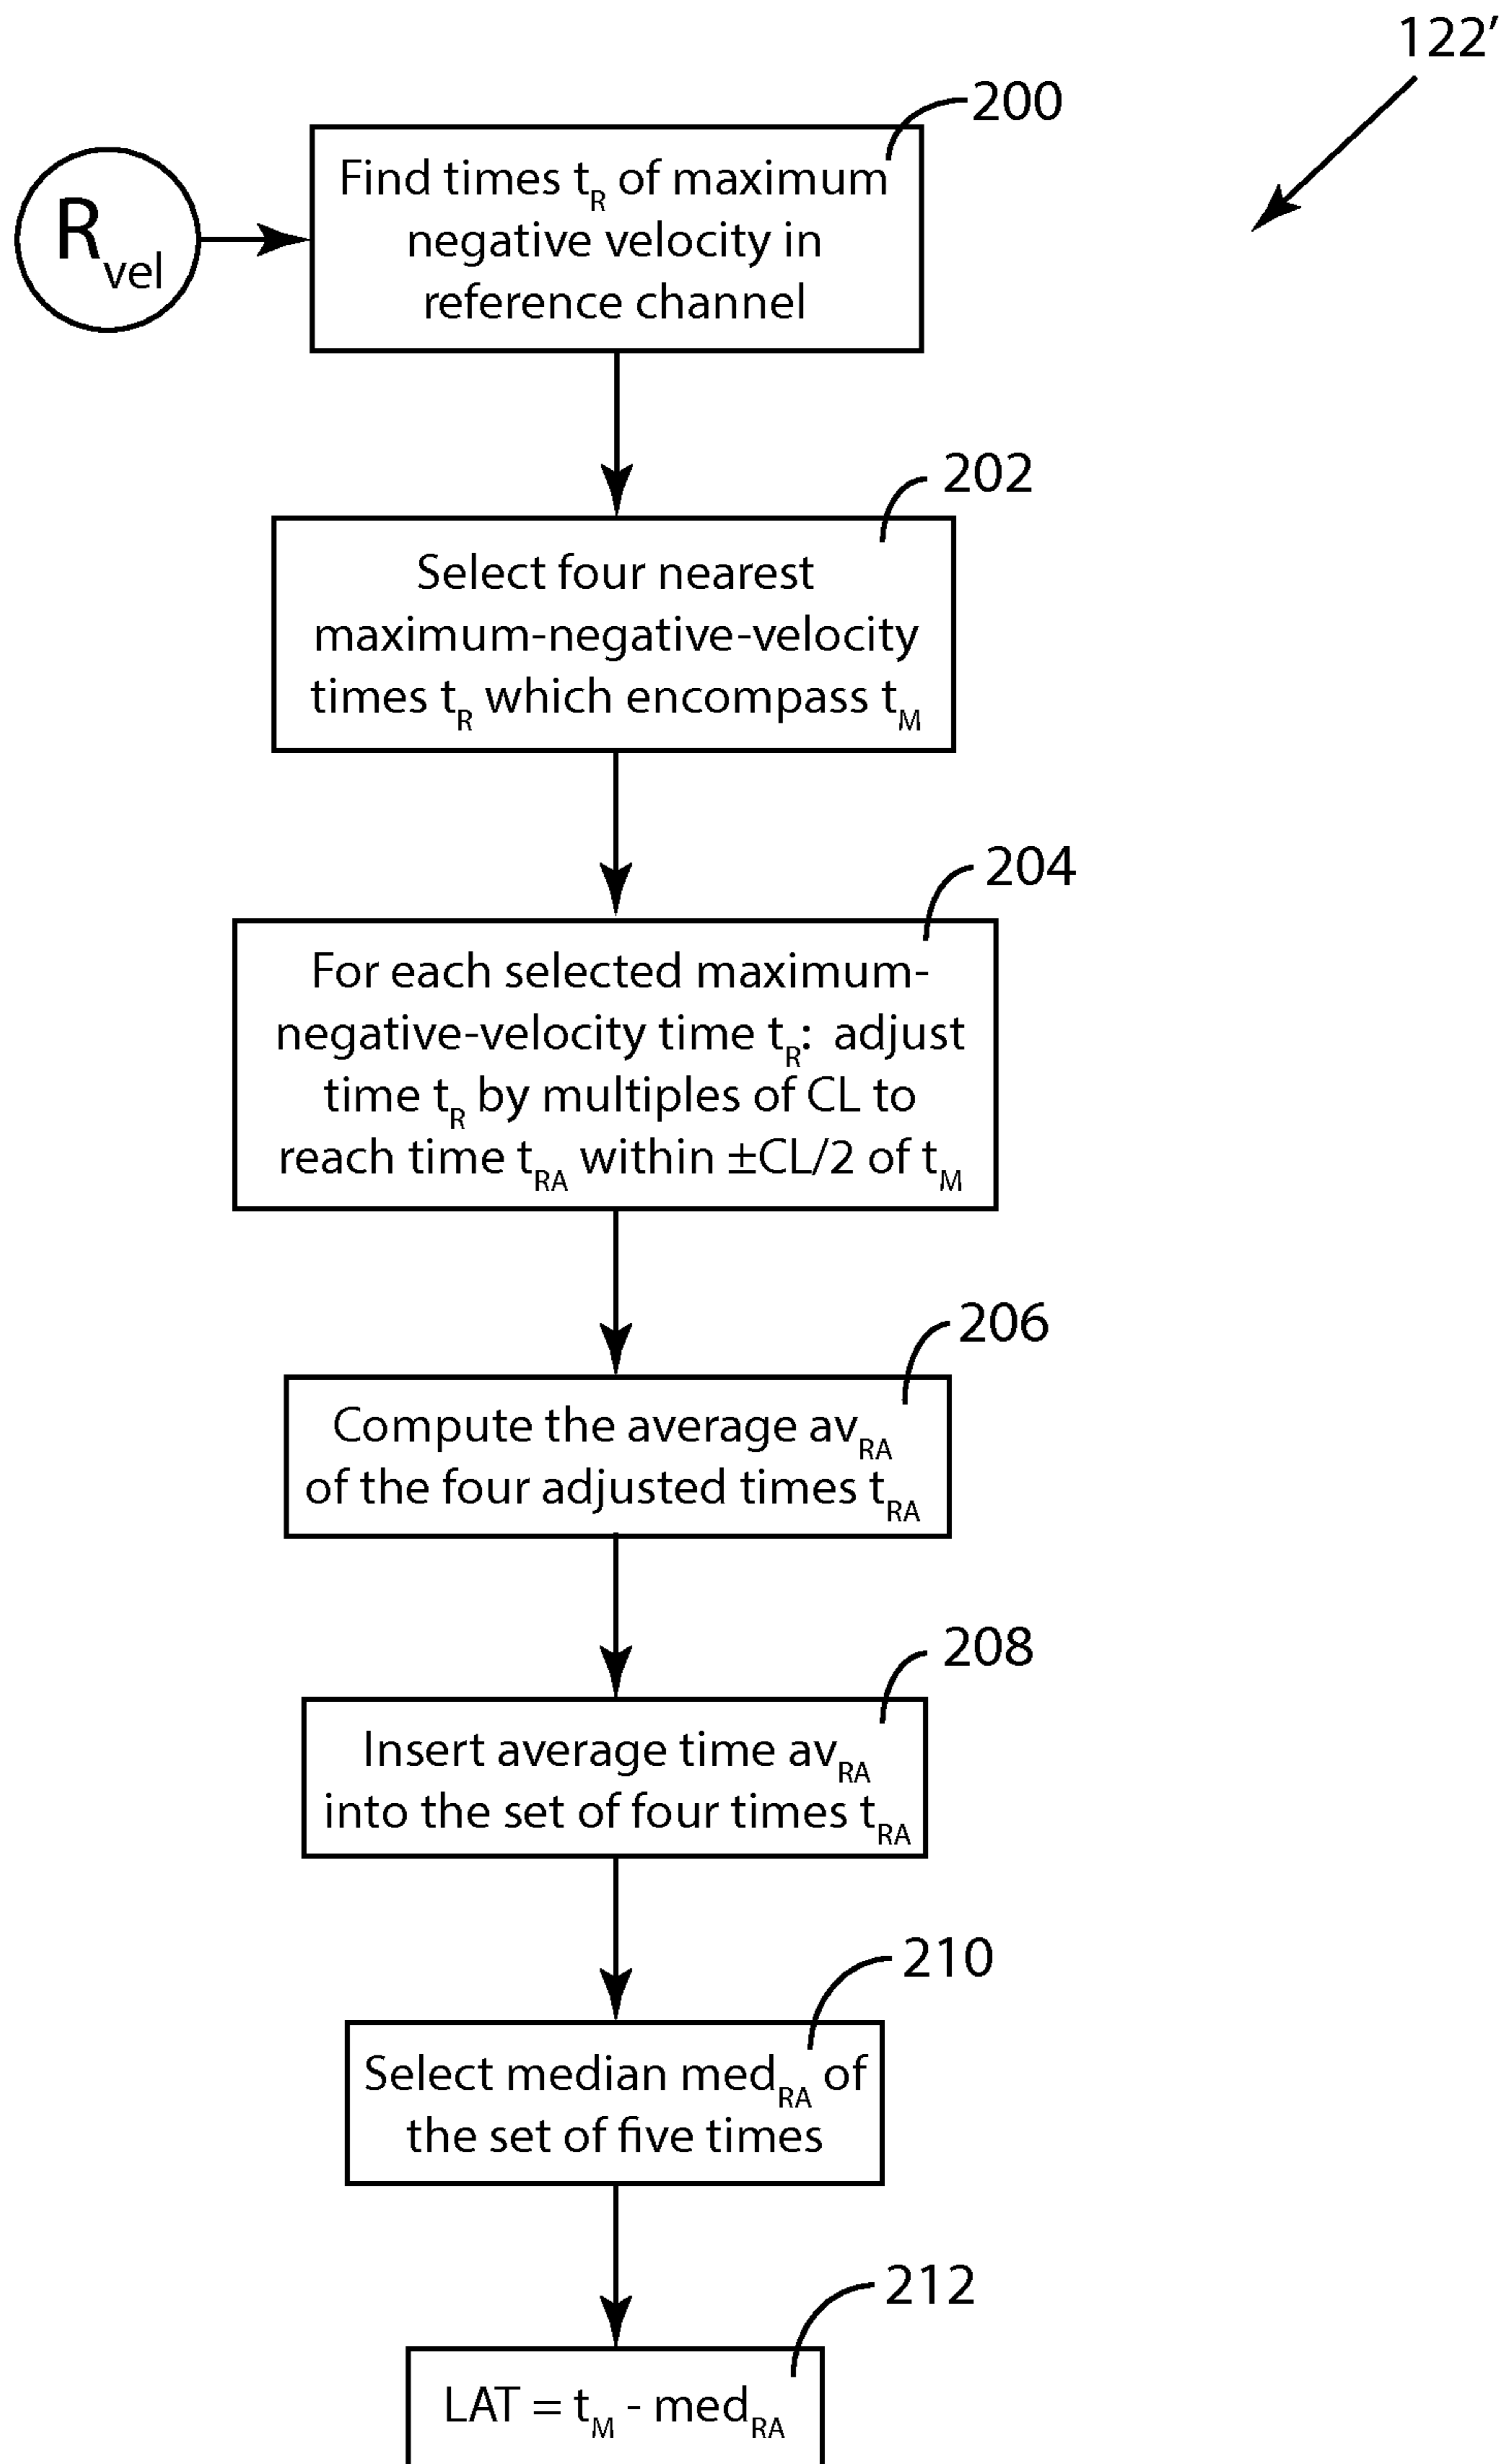 122′
200
R_vel
Find times t_R of maximum
negative velocity in
reference channel
202
Select four nearest
maximum-negative-velocity
times t_R which encompass t_M
204
For each selected maximum-
negative-velocity time t_R: adjust
time t_R by multiples of CL to
reach time t_RA within ±CL/2 of t_M
206
Compute the average av_RA
of the four adjusted times t_RA
208
Insert average time av_RA
into the set of four times t_RA
210
Select median med_RA of
the set of five times
212
LAT = t_M - med_RA